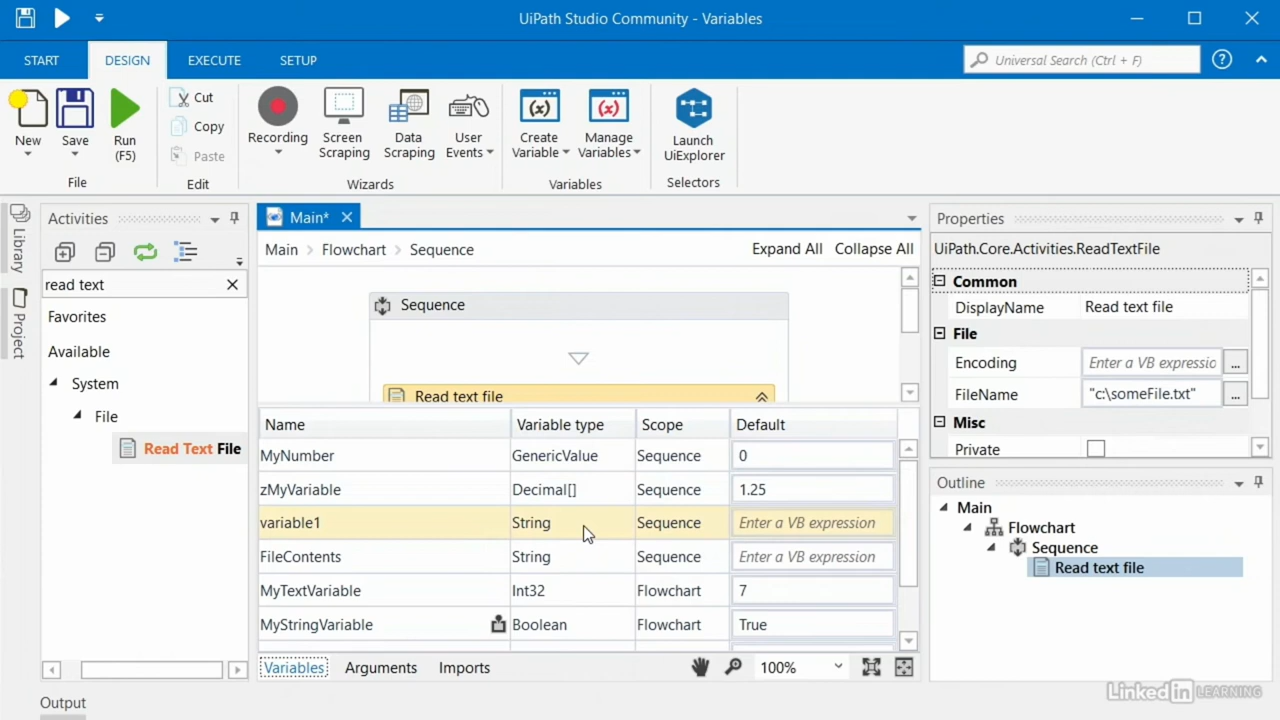 UiPath Studio Community - Variables
START DESIGN EXECUTE SETUP
Universal Search (Ctrl + F)
?
New
Save
Run
(F5)
File
Cut
Copy
Paste
Edit
Recording
Screen
Scraping
Data
Scraping
User
Events
Wizards
(x)
Create
Variable
(x)
Manage
Variables
Variables
Launch
UiExplorer
Selectors
Library
Project
Activities
read text
Favorites
Available
System
File
Read Text File
Main*
Main > Flowchart > Sequence
Expand All Collapse All
Sequence
Read text file
Name Variable type Scope Default
MyNumber GenericValue Sequence 0
zMyVariable Decimal[] Sequence 1.25
variable1 String Sequence Enter a VB expression
FileContents String Sequence Enter a VB expression
MyTextVariable Int32 Flowchart 7
MyStringVariable Boolean Flowchart True
Variables Arguments Imports
100%
Properties
UiPath.Core.Activities.ReadTextFile
Common
DisplayName Read text file
File
Encoding Enter a VB expressio ...
FileName "c:\someFile.txt" ...
Misc
Private
Outline
Main
Flowchart
Sequence
Read text file
Output
Linked in LEARNING